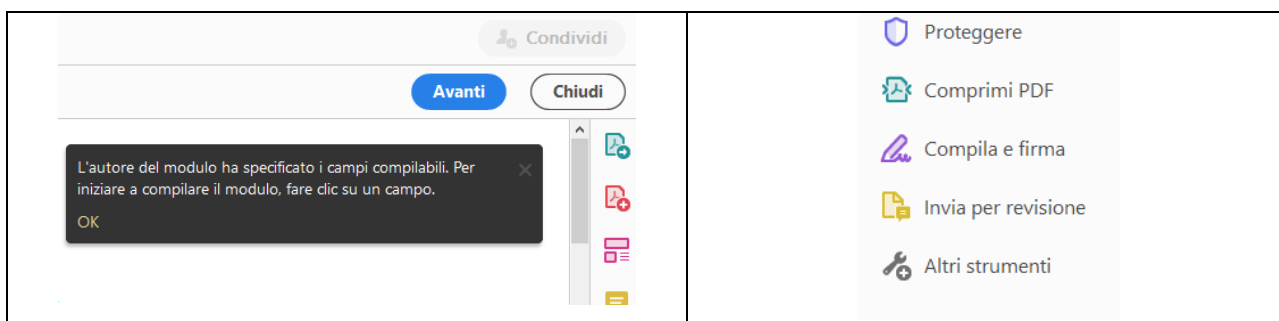 Condividi
Avanti
Chiudi
L'autore del modulo ha specificato i campi compilabili. Per
iniziare a compilare il modulo, fare clic su un campo.
OK
Proteggere
Comprimi PDF
Compila e firma
Invia per revisione
Altri strumenti